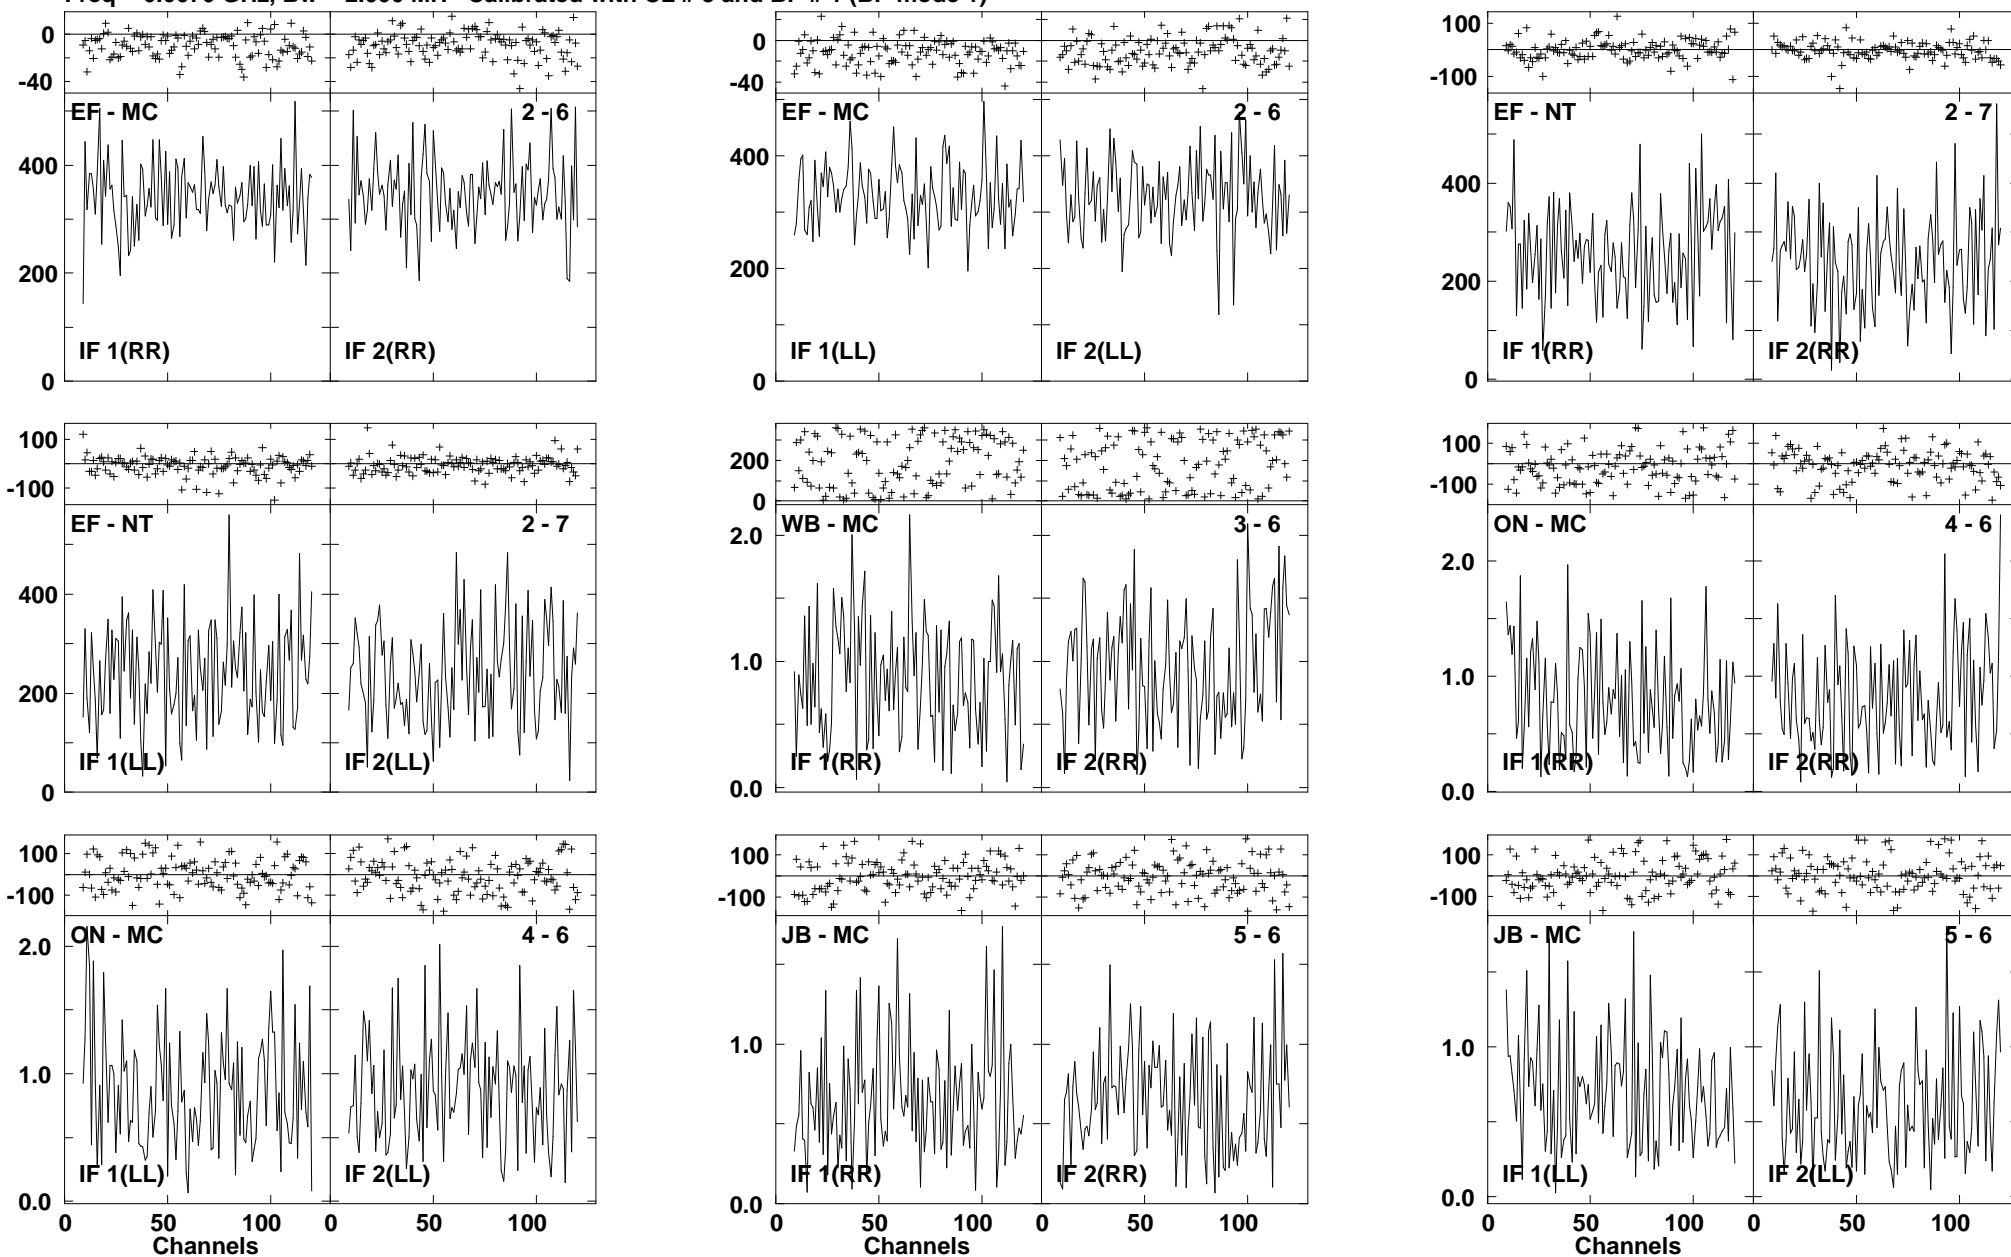 0
-40
EF - MC
2 - 6
400
200
0
IF 1(RR)
IF 2(RR)
0
-40
EF - MC
2 - 6
400
200
0
IF 1(LL)
IF 2(LL)
100
-100
EF - NT
2 - 7
400
200
0
IF 1(RR)
IF 2(RR)
100
-100
EF - NT
2 - 7
400
200
0
IF 1(LL)
IF 2(LL)
200
0
WB - MC
3 - 6
2.0
1.0
0.0
IF 1(RR)
IF 2(RR)
100
-100
ON - MC
4 - 6
2.0
1.0
0.0
IF 1(RR)
IF 2(RR)
100
-100
ON - MC
4 - 6
2.0
1.0
0.0
IF 1(LL)
IF 2(LL)
0 50 100 0 50 100
Channels
100
-100
JB - MC
5 - 6
1.0
0.0
IF 1(RR)
IF 2(RR)
0 50 100 0 50 100
Channels
100
-100
JB - MC
5 - 6
1.0
0.0
IF 1(LL)
IF 2(LL)
0 50 100 0 50 100
Channels